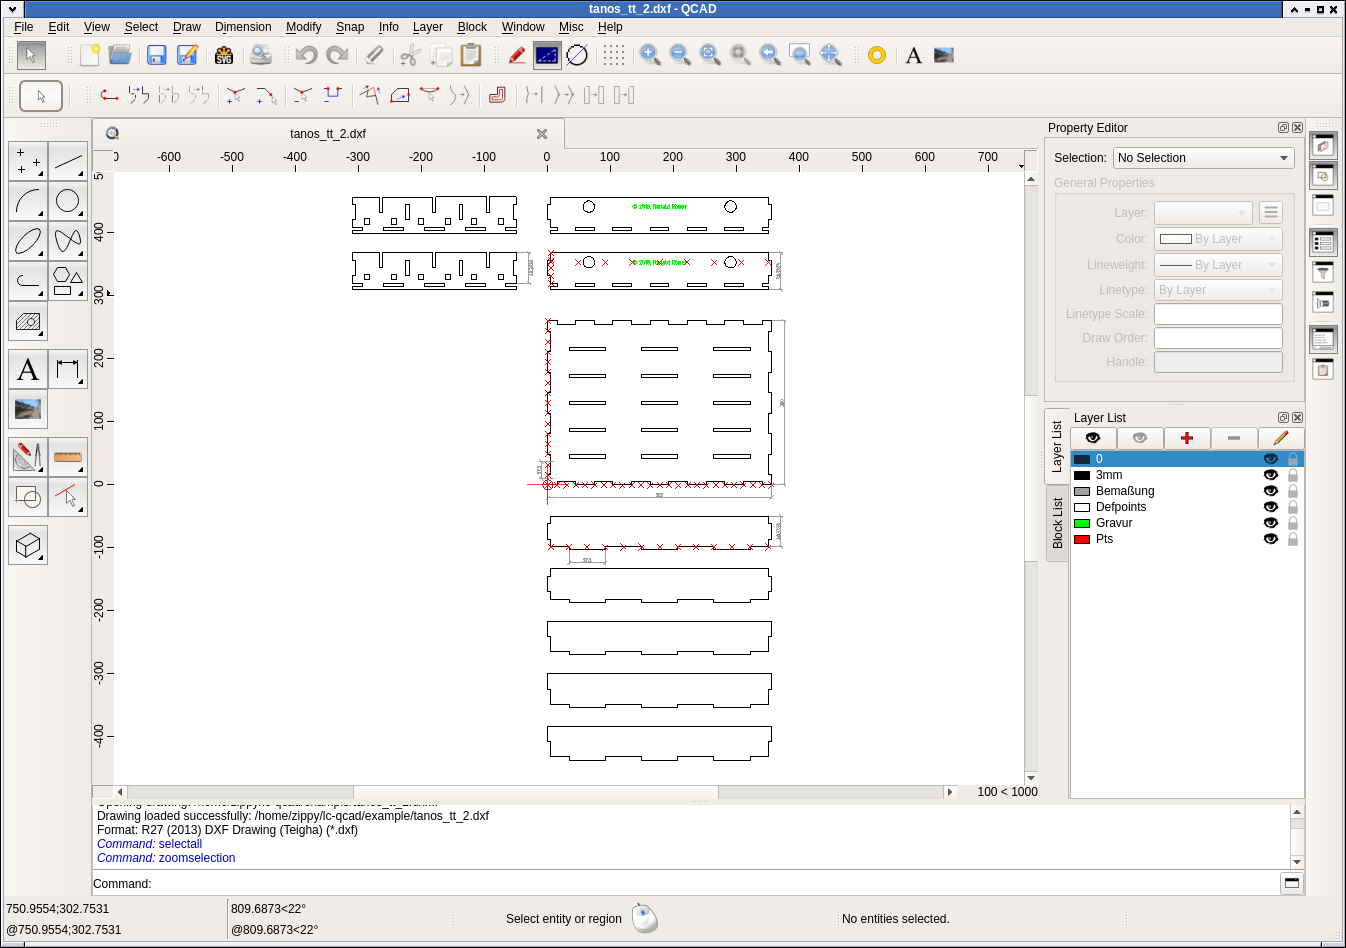 tanos_tt_2.dxf - QCAD
File Edit View Select Draw Dimension Modify Snap Info Layer Block Window Misc Help
SVG
tanos_tt_2.dxf
0 -600 -500 -400 -300 -200 -100 0 100 200 300 400 500 600 700
400
300
200
100
0
-100
-200
-300
-400
100 < 1000
Property Editor
Selection: No Selection
General Properties
Layer:
Color: By Layer
Lineweight: By Layer
Linetype: By Layer
Linetype Scale:
Draw Order:
Handle:
Layer List
Block List
Layer List
0
3mm
Bemaßung
Defpoints
Gravur
Pts
Drawing loaded successfully: /home/zippy/lc-qcad/example/tanos_tt_2.dxf
Format: R27 (2013) DXF Drawing (Teigha) (*.dxf)
Command: selectall
Command: zoomselection
Command:
750.9554;302.7531
@750.9554;302.7531
809.6873<22°
@809.6873<22°
Select entity or region
No entities selected.